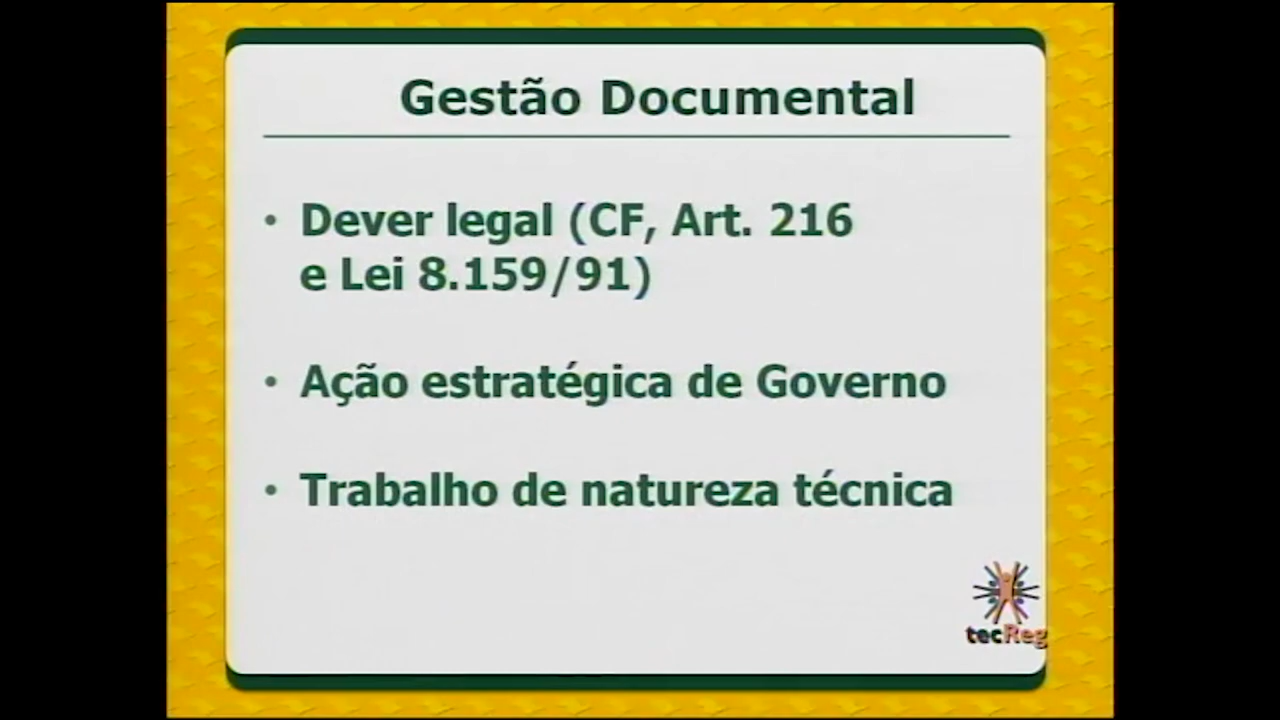 Gestão Documental
• Dever legal (CF, Art. 216
e Lei 8.159/91)
• Ação estratégica de Governo
• Trabalho de natureza técnica
tecReg